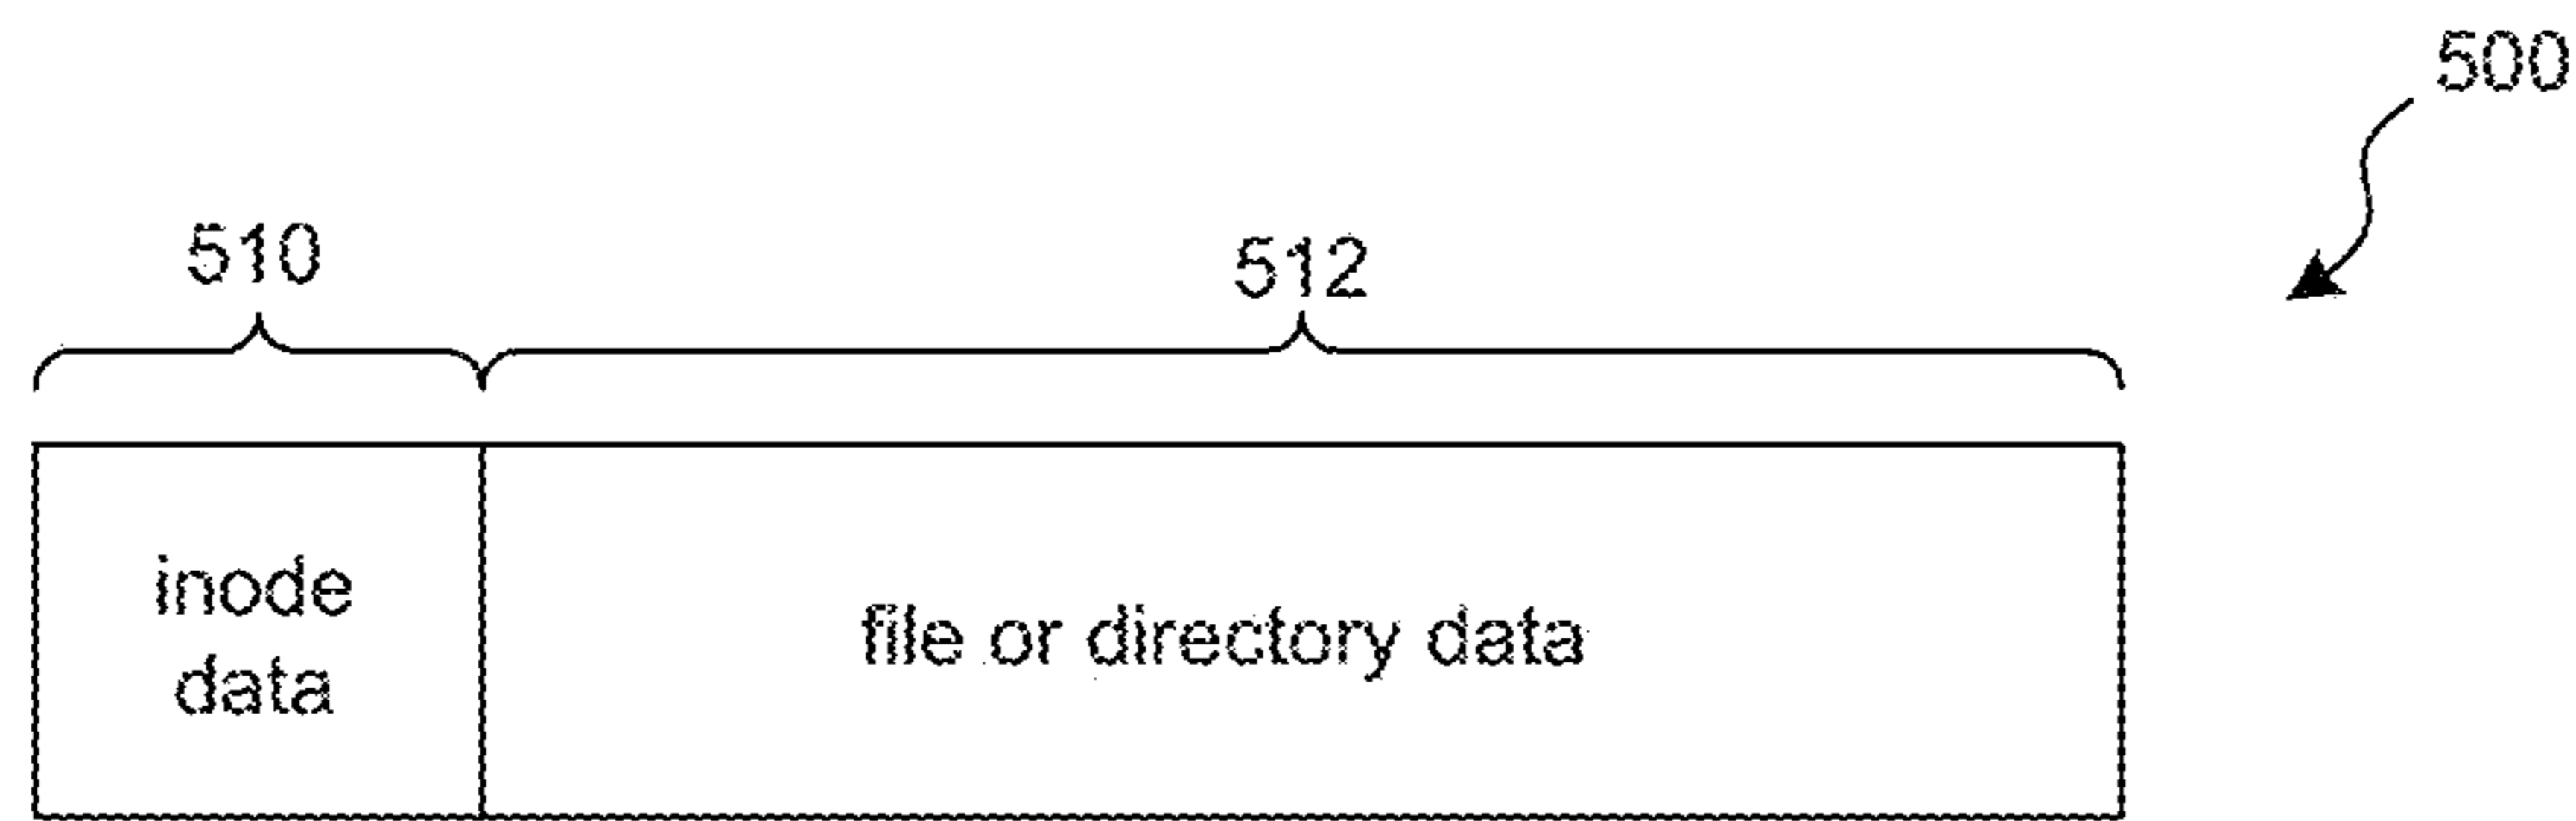 500
510
512
inode
data
file or directory data